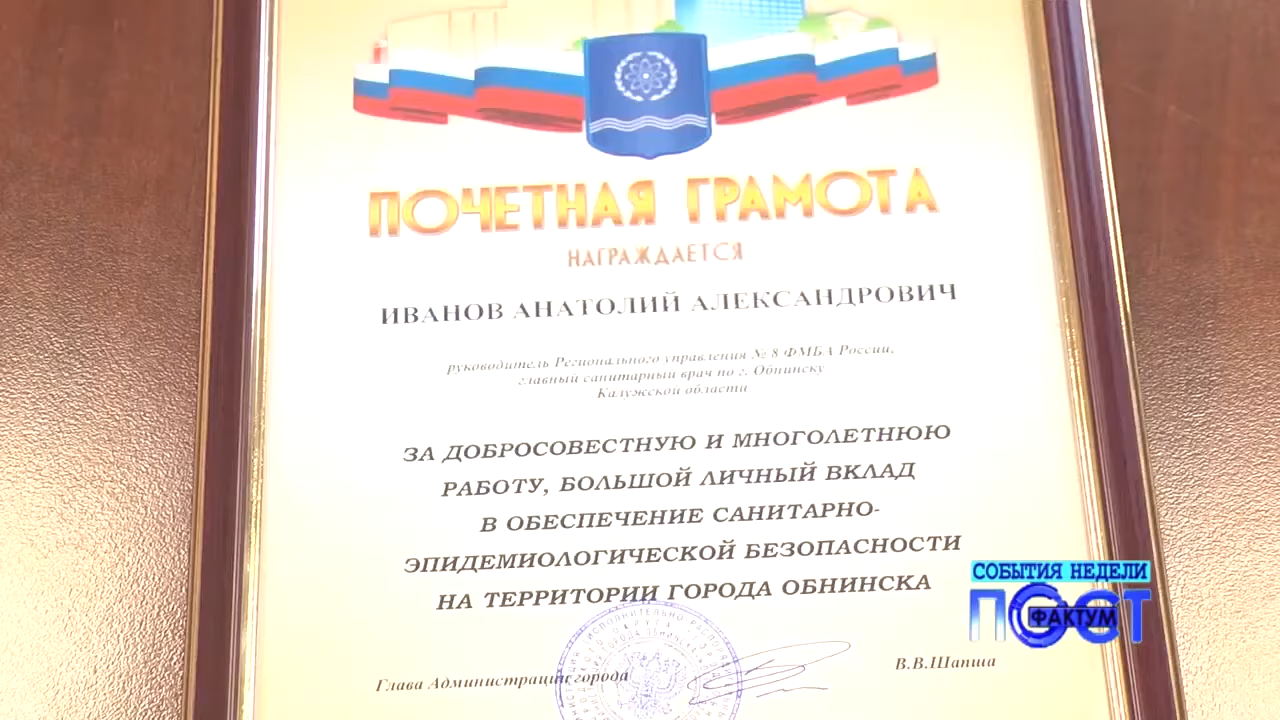 ПОЧЕТНАЯ ГРАМОТА
НАГРАЖДАЕТСЯ
ИВАНОВ АНАТОЛИЙ АЛЕКСАНДРОВИЧ
руководитель Регионального управления № 8 ФМБА России,
главный санитарный врач по г. Обнинску
Калужской области
ЗА ДОБРОСОВЕСТНУЮ И МНОГОЛЕТНЮЮ
РАБОТУ, БОЛЬШОЙ ЛИЧНЫЙ ВКЛАД
В ОБЕСПЕЧЕНИЕ САНИТАРНО-
ЭПИДЕМИОЛОГИЧЕСКОЙ БЕЗОПАСНОСТИ
НА ТЕРРИТОРИИ ГОРОДА ОБНИНСКА
Глава Администрации города
В.В.Шапша
СОБЫТИЯ НЕДЕЛИ
ПОСТ
ФАКТУМ